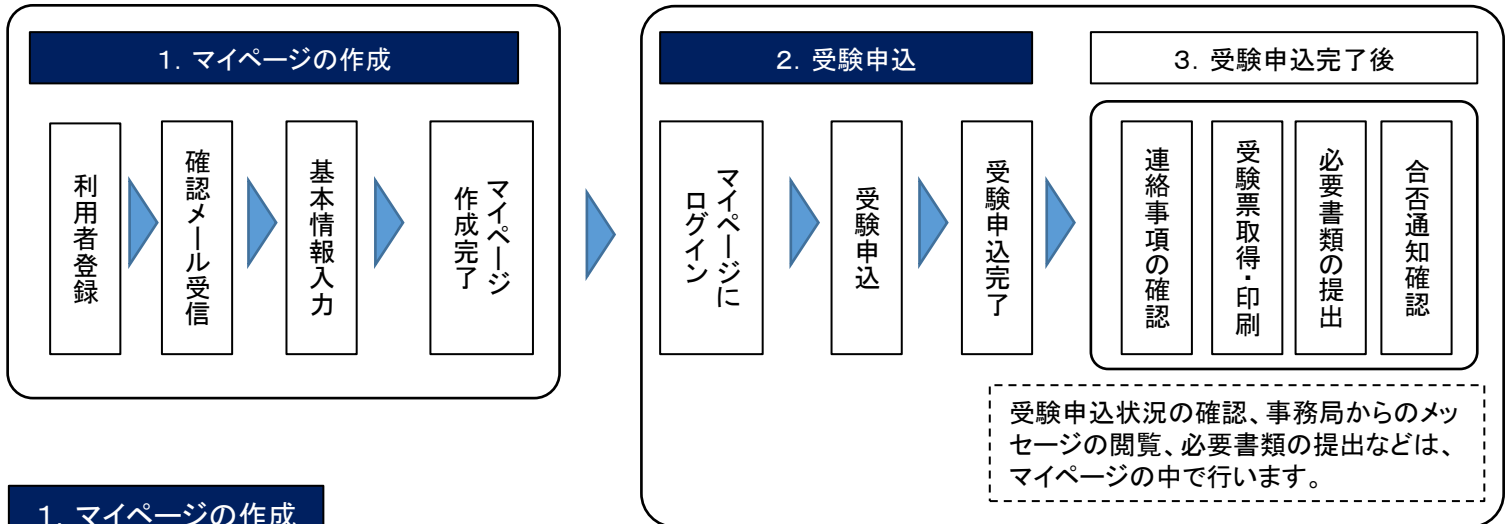 1．マイページの作成
利用者登録
確認メール受信
基本情報入力
マイページ
作成完了
2．受験申込
マイページに
ログイン
受験申込
受験申込完了
3．受験申込完了後
連絡事項の確認
受験票取得・印刷
必要書類の提出
合否通知確認
受験申込状況の確認、事務局からのメッ
セージの閲覧、必要書類の提出などは、
マイページの中で行います。
1．マイページの作成